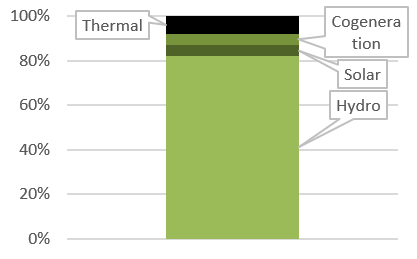 100%
Thermal
Cogenera
tion
80%
Solar
Hydro
60%
40%
20%
0%